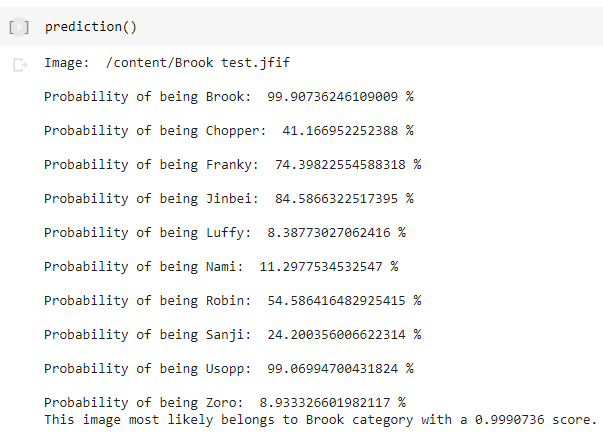 [ ] prediction()
Image:  /content/Brook test.jfif
Probability of being Brook:  99.90736246109009 %
Probability of being Chopper:  41.166952252388 %
Probability of being Franky:  74.39822554588318 %
Probability of being Jinbei:  84.5866322517395 %
Probability of being Luffy:  8.38773027062416 %
Probability of being Nami:  11.2977534532547 %
Probability of being Robin:  54.586416482925415 %
Probability of being Sanji:  24.200356006622314 %
Probability of being Usopp:  99.06994700431824 %
Probability of being Zoro:  8.933326601982117 %
This image most likely belongs to Brook category with a 0.9990736 score.